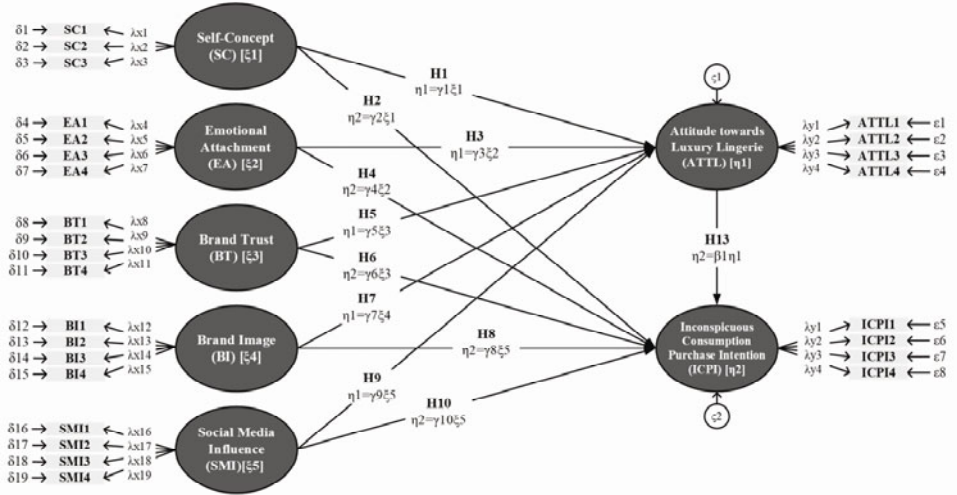 δ1 SC1 λx1
δ2 SC2 λx2
δ3 SC3 λx3
Self-Concept
(SC) [ξ1]
δ4 EA1 λx4
δ5 EA2 λx5
δ6 EA3 λx6
δ7 EA4 λx7
Emotional
Attachment
(EA) [ξ2]
δ8 BT1 λx8
δ9 BT2 λx9
δ10 BT3 λx10
δ11 BT4 λx11
Brand Trust
(BT) [ξ3]
δ12 BI1 λx12
δ13 BI2 λx13
δ14 BI3 λx14
δ15 BI4 λx15
Brand Image
(BI) [ξ4]
δ16 SMI1 λx16
δ17 SMI2 λx17
δ18 SMI3 λx18
δ19 SMI4 λx19
Social Media
Influence
(SMI)[ξ5]
H1
η1=γ1ξ1
H2
η2=γ2ξ1
H3
η1=γ3ξ2
H4
η2=γ4ξ2
H5
η1=γ5ξ3
H6
η2=γ6ξ3
H7
η1=γ7ξ4
H8
η2=γ8ξ5
H9
η1=γ9ξ5
H10
η2=γ10ξ5
ς1
Attitude towards
Luxury Lingerie
(ATTL) [η1]
λy1 ATTL1 ε1
λy2 ATTL2 ε2
λy3 ATTL3 ε3
λy4 ATTL4 ε4
H13
η2=β1η1
Inconspicuous
Consumption
Purchase Intention
(ICPI) [η2]
λy1 ICPI1 ε5
λy2 ICPI2 ε6
λy3 ICPI3 ε7
λy4 ICPI4 ε8
ς2